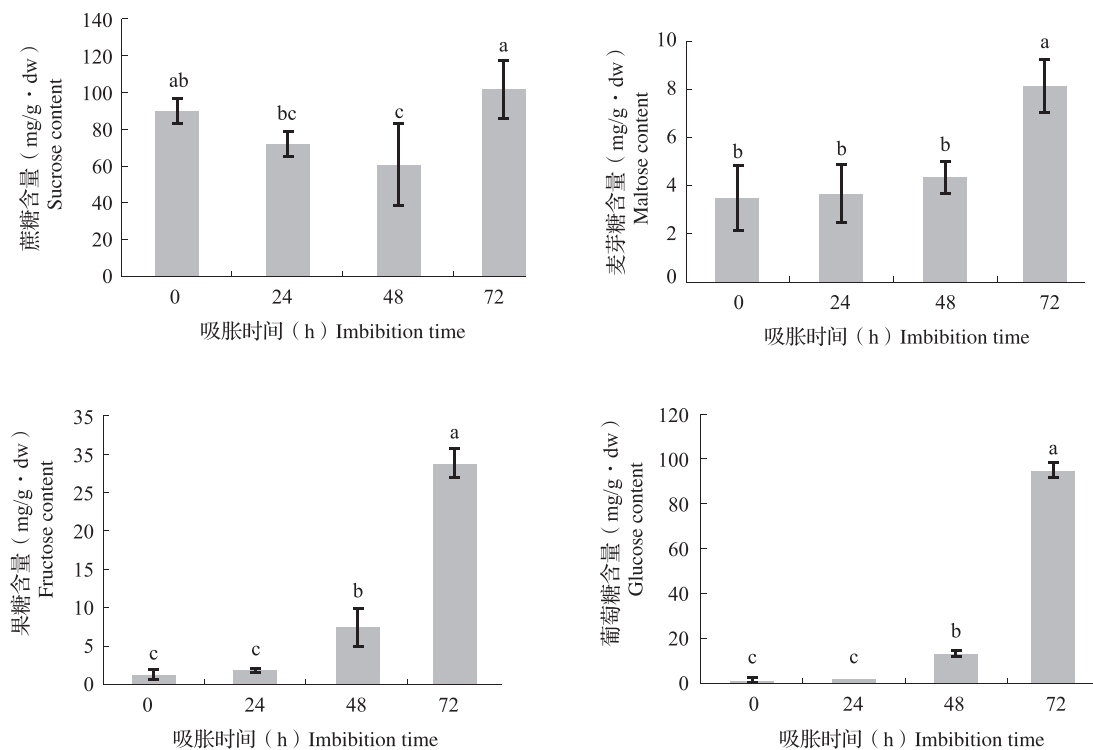 蔗糖含量（mg/g·dw）
Sucrose content
140
120
100
80
60
40
20
0
ab
bc
c
a
0 24 48 72
吸胀时间（h）Imbibition time
麦芽糖含量（mg/g·dw）
Maltose content
10
8
6
4
2
0
b
b
b
a
0 24 48 72
吸胀时间（h）Imbibition time
果糖含量（mg/g·dw）
Fructose content
35
35
25
20
15
10
5
0
c
c
b
a
0 24 48 72
吸胀时间（h）Imbibition time
葡萄糖含量（mg/g·dw）
Glucose content
120
100
80
60
40
20
0
c
c
b
a
0 24 48 72
吸胀时间（h）Imbibition time